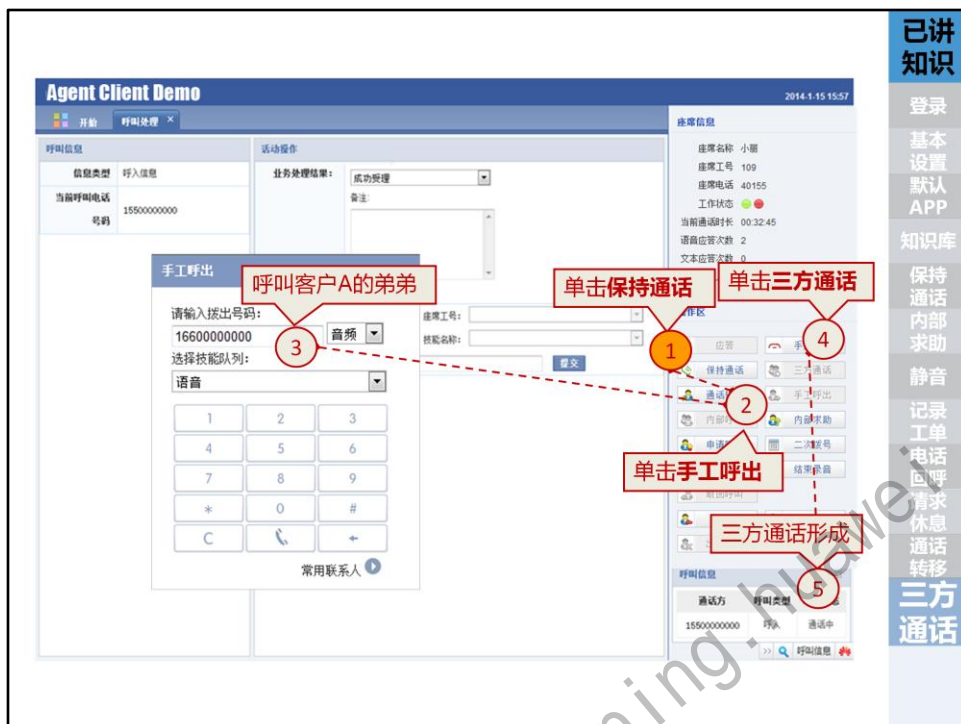 已讲
知识
Agent Client Demo
2014-1-15 15:57
开始
呼叫处理 ×
座席信息
登录
呼叫信息
活动操作
座席名称 小丽
基本
设置
信息类型 呼入信息
业务处理结果: 成功受理
座席工号 109
默认
APP
备注:
座席电话 40155
当前呼叫电话
号码
15500000000
工作状态
当前通话时长 00:32:45
语音应答次数 2
知识库
文本应答次数 0
手工呼出
呼叫客户A的弟弟
单击保持通话
单击三方通话
保持
通话
请输入拨出号码:
座席工号:
作区
内部
求助
16600000000
音频
3
技能名称:
1
应答
4
选择技能队列:
提交
保持通话
三方通话
静音
语音
2
手工呼出
1 2 3
内部求助
记录
工单
4 5 6
二次拨号
单击手工呼出
结束录音
电话
回呼
7 8 9
请求
休息
* 0 #
三方通话形成
通话
转移
C ←
常用联系人
呼叫信息
5
三方
通话
通话方 呼叫类型
15500000000 呼入 通话中
>> 呼叫信息
ning.huawei